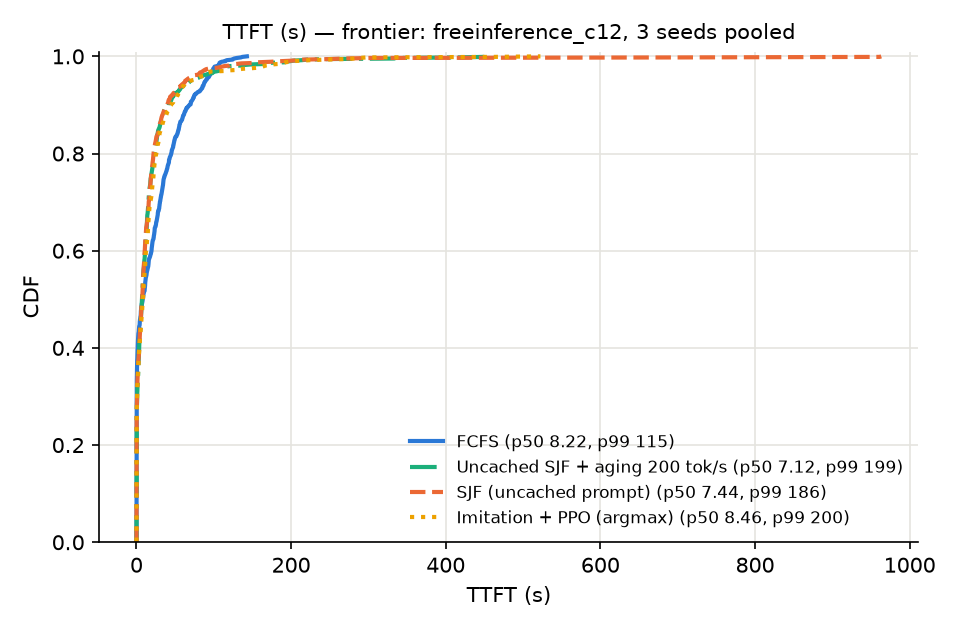 TTFT (s) — frontier: freeinference_c12, 3 seeds pooled
CDF
1.0
0.8
0.6
0.4
0.2
0.0
FCFS (p50 8.22, p99 115)
Uncached SJF + aging 200 tok/s (p50 7.12, p99 199)
SJF (uncached prompt) (p50 7.44, p99 186)
Imitation + PPO (argmax) (p50 8.46, p99 200)
0 200 400 600 800 1000
TTFT (s)